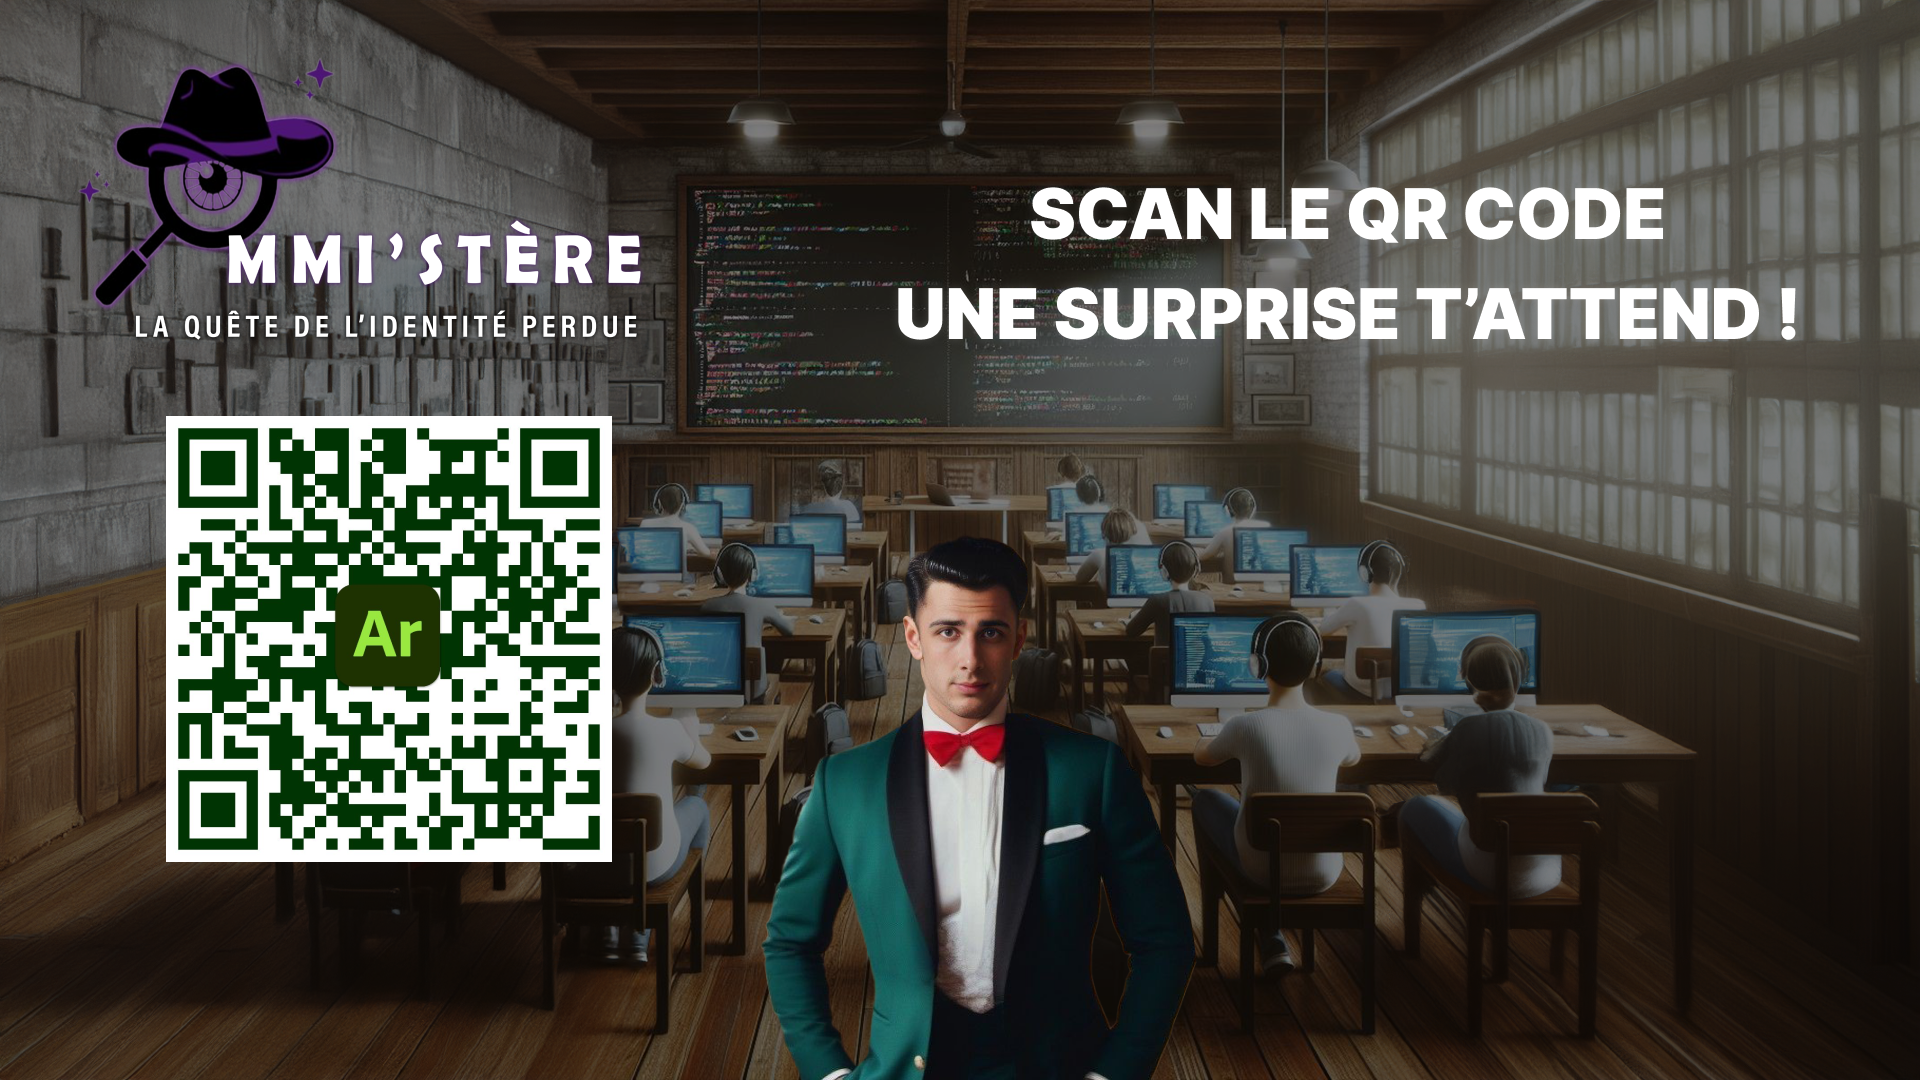 MMI’STÈRE
LA QUÊTE DE L’IDENTITÉ PERDUE
SCAN LE QR CODE
UNE SURPRISE T’ATTEND !
Ar